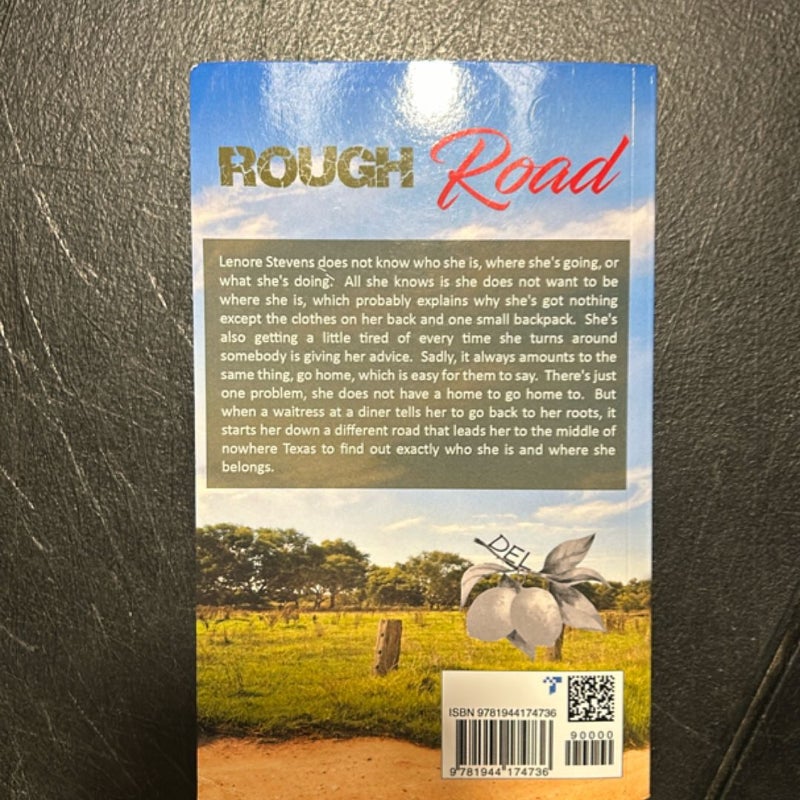 ROUGH Road
Lenore Stevens does not know who she is, where she's going, or
what she's doing. All she knows is she does not want to be
where she is, which probably explains why she's got nothing
except the clothes on her back and one small backpack. She's
also getting a little tired of every time she turns around
somebody is giving her advice. Sadly, it always amounts to the
same thing, go home, which is easy for them to say. There's just
one problem, she does not have a home to go home to. But
when a waitress at a diner tells her to go back to her roots, it
starts her down a different road that leads her to the middle of
nowhere Texas to find out exactly who she is and where she
belongs.
DEL
ISBN 9781944174736
90000
9 781944 174736